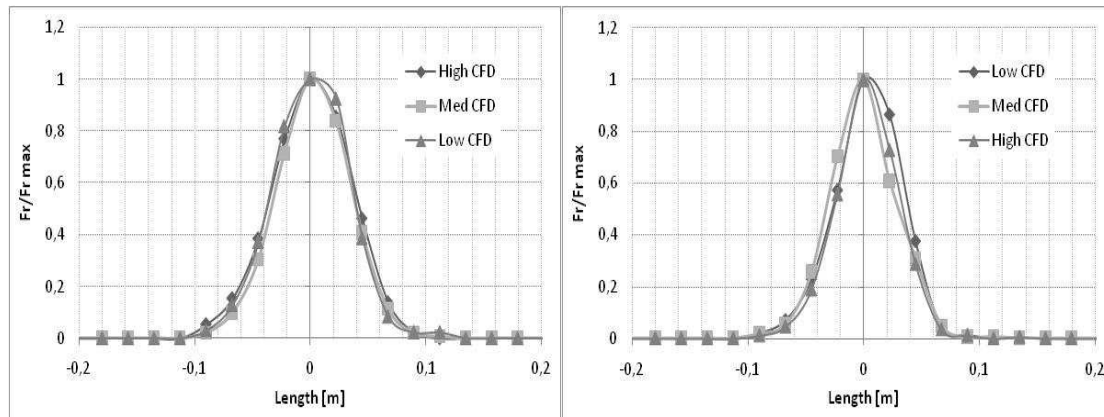 1,2
1
0,8
0,6
0,4
0,2
0
Fr/Fr max
High CFD
Med CFD
Low CFD
-0,2
-0,1
0
0,1
0,2
Length [m]
1,2
1
0,8
0,6
0,4
0,2
0
Fr/Fr max
Low CFD
Med CFD
High CFD
-0,2
-0,1
0
0,1
0,2
Length [m]